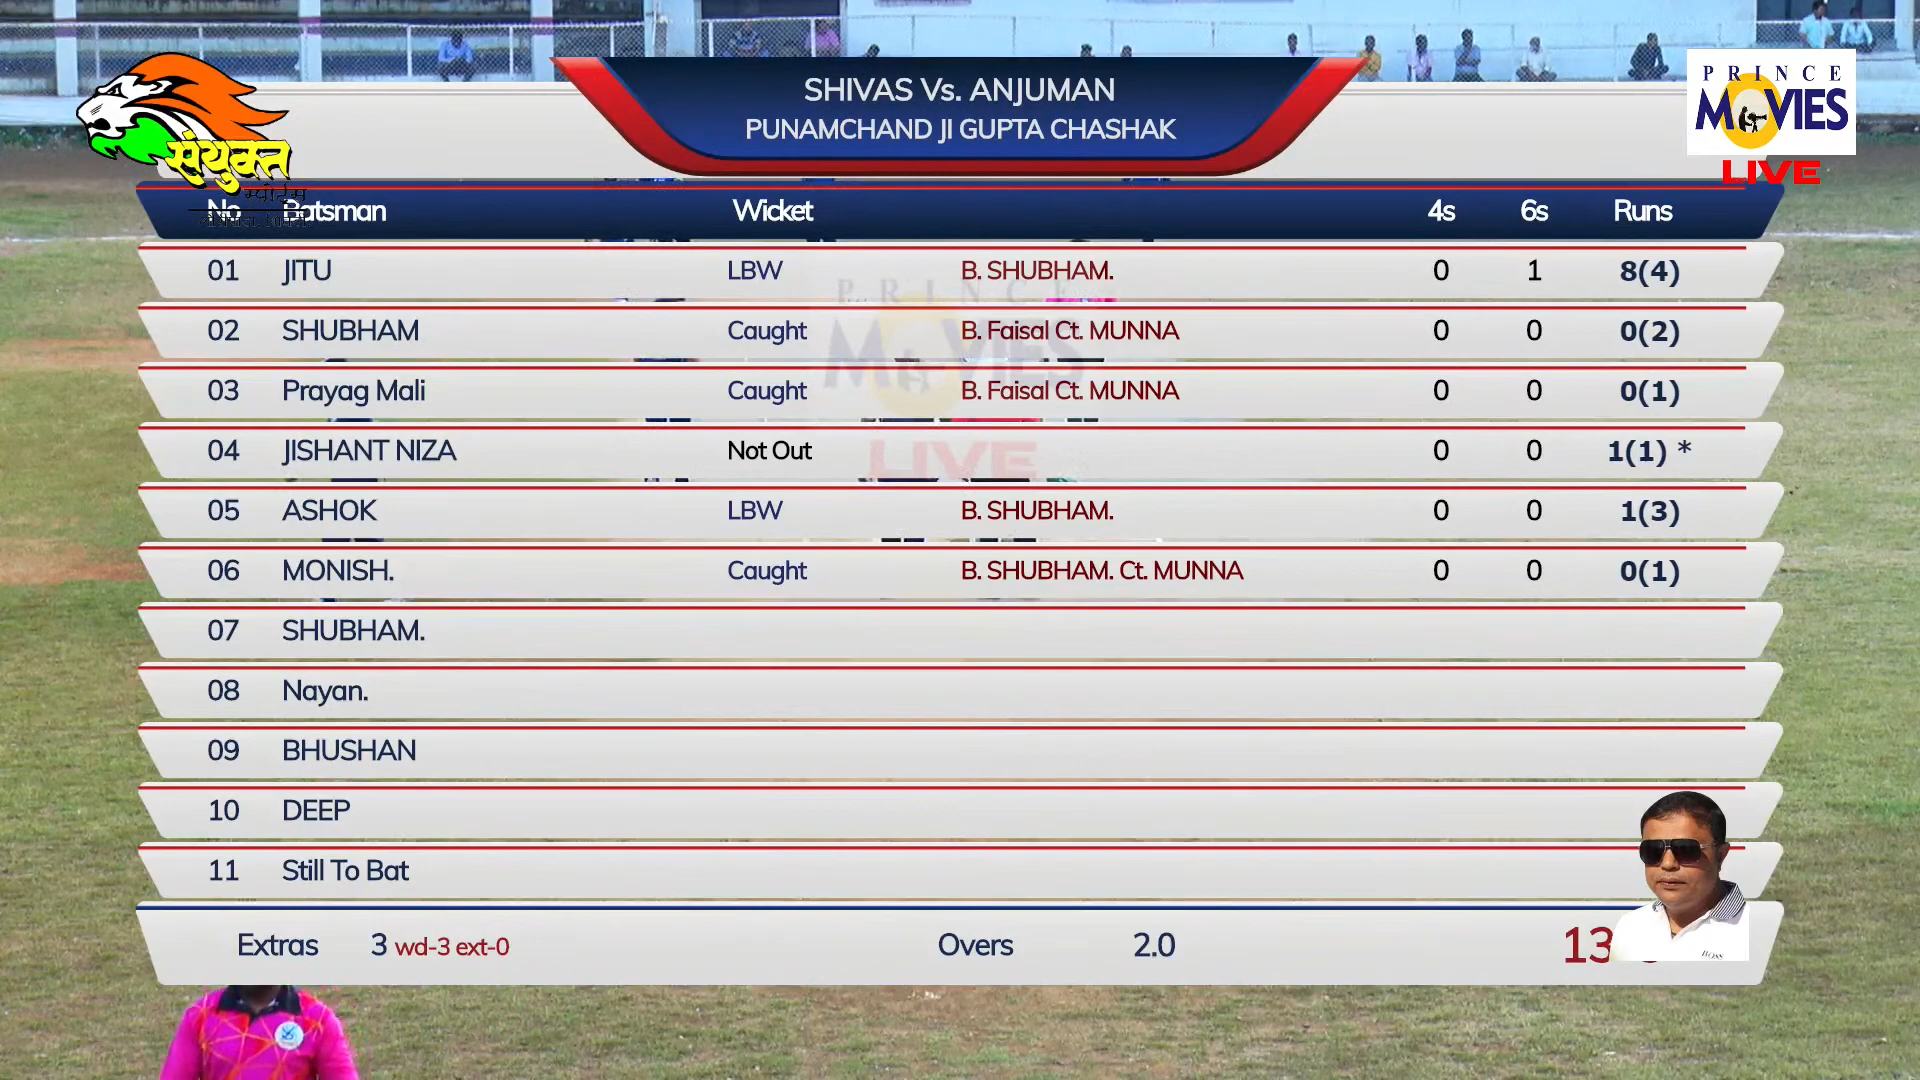 SHIVAS Vs. ANJUMAN
PUNAMCHAND JI GUPTA CHASHAK
संयुक्त
स्पोर्ट्स
PRINCE
MOVIES
LIVE
No Batsman Wicket 4s 6s Runs
01 JITU LBW B. SHUBHAM. 0 1 8(4)
PRINCE
02 SHUBHAM Caught B. Faisal Ct. MUNNA 0 0 0(2)
MOVIES
03 Prayag Mali Caught B. Faisal Ct. MUNNA 0 0 0(1)
04 JISHANT NIZA Not Out 0 0 1(1) *
LIVE
05 ASHOK LBW B. SHUBHAM. 0 0 1(3)
06 MONISH. Caught B. SHUBHAM. Ct. MUNNA 0 0 0(1)
07 SHUBHAM.
08 Nayan.
09 BHUSHAN
10 DEEP
11 Still To Bat
Extras 3 wd-3 ext-0 Overs 2.0 13
BOSS